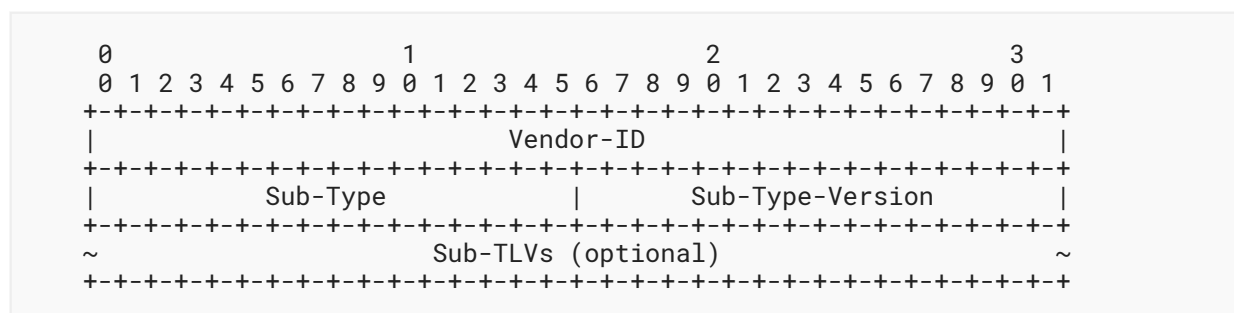 0                   1                   2                   3
 0 1 2 3 4 5 6 7 8 9 0 1 2 3 4 5 6 7 8 9 0 1 2 3 4 5 6 7 8 9 0 1
+-+-+-+-+-+-+-+-+-+-+-+-+-+-+-+-+-+-+-+-+-+-+-+-+-+-+-+-+-+-+-+-+
|                           Vendor-ID                           |
+-+-+-+-+-+-+-+-+-+-+-+-+-+-+-+-+-+-+-+-+-+-+-+-+-+-+-+-+-+-+-+-+
|           Sub-Type            |       Sub-Type-Version        |
+-+-+-+-+-+-+-+-+-+-+-+-+-+-+-+-+-+-+-+-+-+-+-+-+-+-+-+-+-+-+-+-+
~                      Sub-TLVs (optional)                      ~
+-+-+-+-+-+-+-+-+-+-+-+-+-+-+-+-+-+-+-+-+-+-+-+-+-+-+-+-+-+-+-+-+